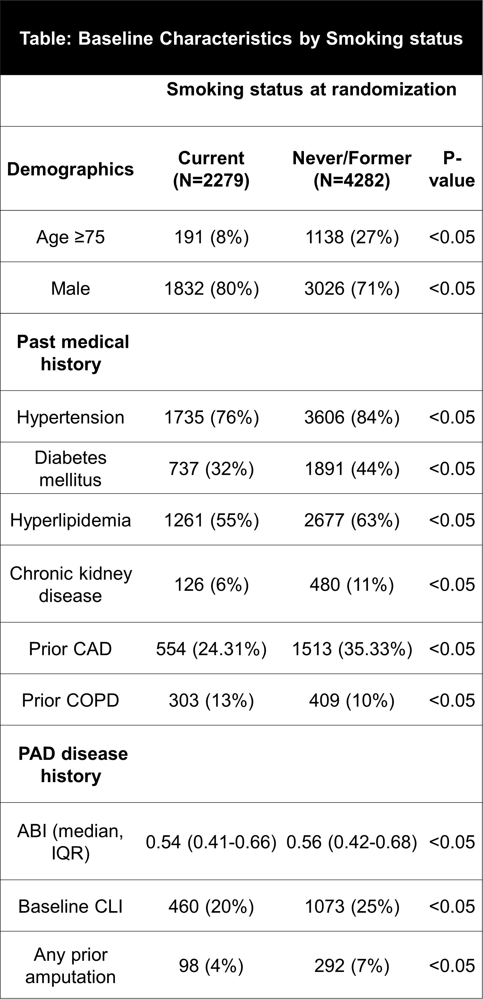 Table: Baseline Characteristics by Smoking status
Smoking status at randomization
Demographics
Current
(N=2279)
Never/Former
(N=4282)
P-
value
Age ≥75
191 (8%)
1138 (27%)
<0.05
Male
1832 (80%)
3026 (71%)
<0.05
Past medical
history
Hypertension
1735 (76%)
3606 (84%)
<0.05
Diabetes
mellitus
737 (32%)
1891 (44%)
<0.05
Hyperlipidemia
1261 (55%)
2677 (63%)
<0.05
Chronic kidney
disease
126 (6%)
480 (11%)
<0.05
Prior CAD
554 (24.31%)
1513 (35.33%)
<0.05
Prior COPD
303 (13%)
409 (10%)
<0.05
PAD disease
history
ABI (median,
IQR)
0.54 (0.41-0.66)
0.56 (0.42-0.68)
<0.05
Baseline CLI
460 (20%)
1073 (25%)
<0.05
Any prior
amputation
98 (4%)
292 (7%)
<0.05